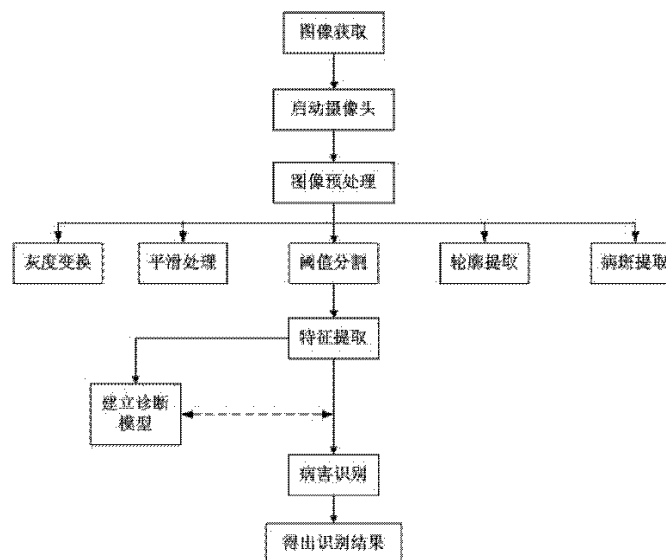 图像获取
启动摄像头
图像预处理
灰度变换
平滑处理
阈值分割
轮廓提取
病斑提取
特征提取
建立诊断
模型
病害识别
得出识别结果